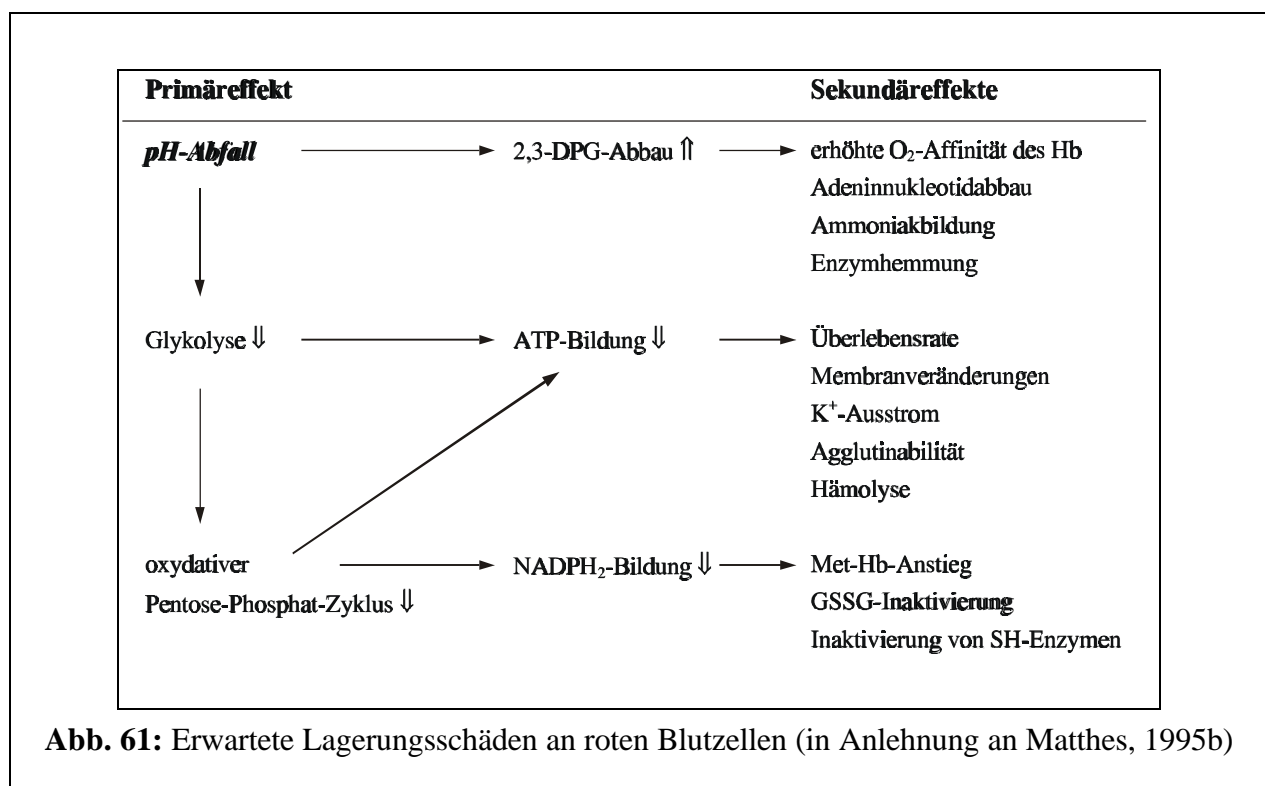 Primäreffekt Sekundäreffekte
pH-Abfall 2,3-DPG-Abbau ⇑ erhöhte O₂-Affinität des Hb
Adeninnukleotidabbau
Ammoniakbildung
Enzymhemmung
Glykolyse ⇓ ATP-Bildung ⇓ Überlebensrate
Membranveränderungen
K⁺-Ausstrom
Agglutinabilität
Hämolyse
oxydativer NADPH₂-Bildung ⇓ Met-Hb-Anstieg
Pentose-Phosphat-Zyklus ⇓ GSSG-Inaktivierung
Inaktivierung von SH-Enzymen
Abb. 61: Erwartete Lagerungsschäden an roten Blutzellen (in Anlehnung an Matthes, 1995b)